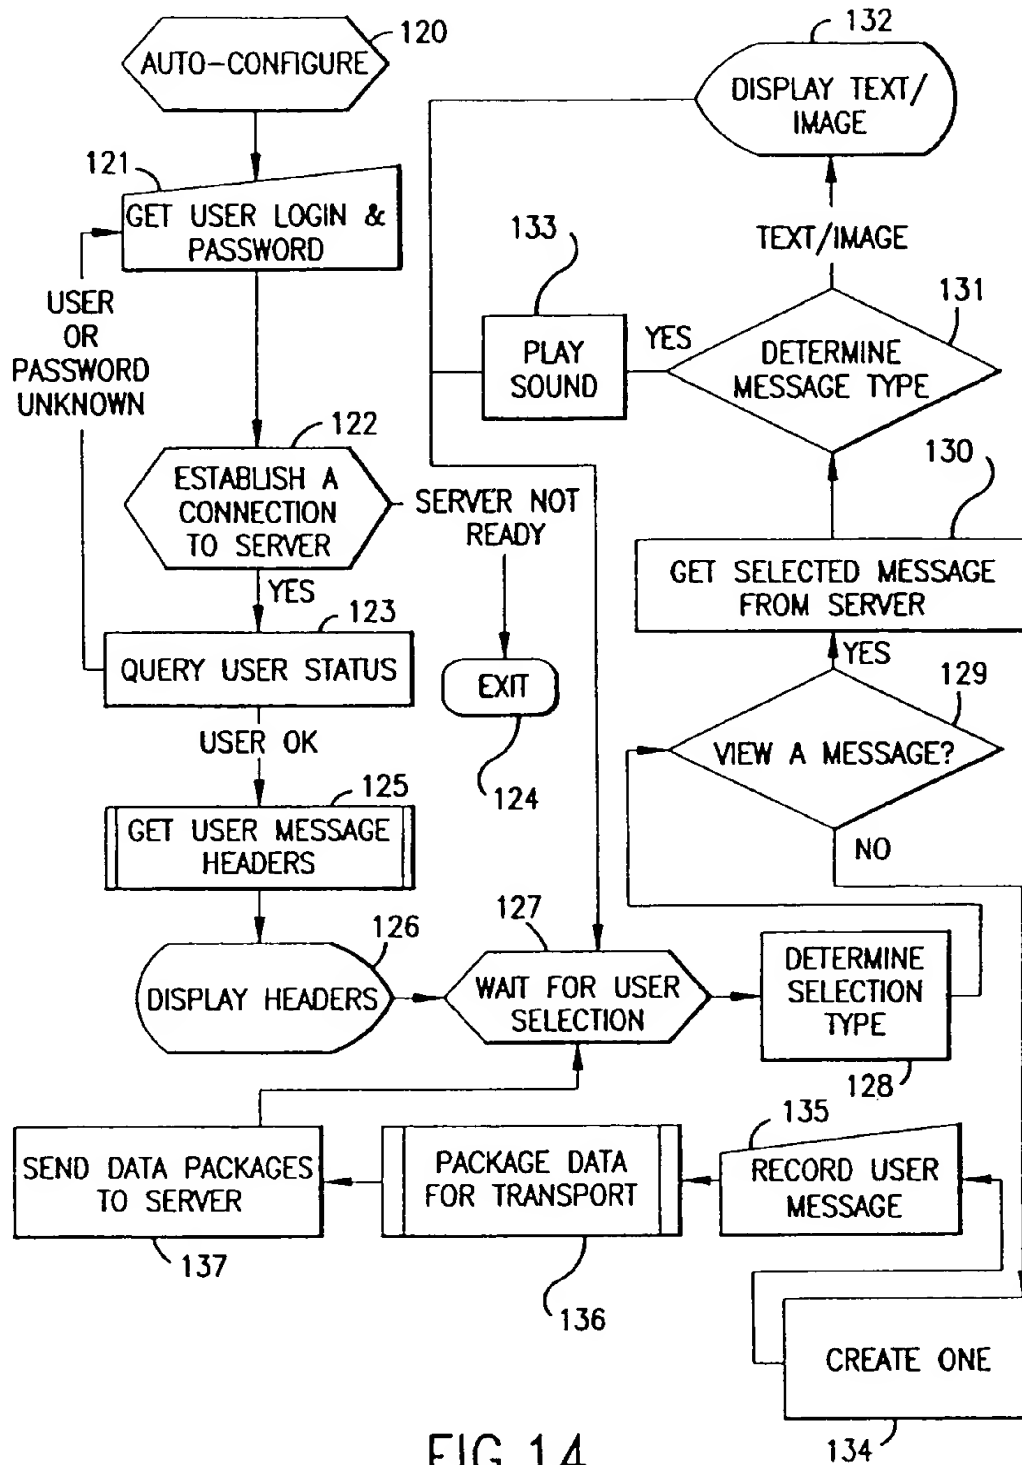 120
AUTO-CONFIGURE
121
GET USER LOGIN &
PASSWORD
USER
OR
PASSWORD
UNKNOWN
122
ESTABLISH A
CONNECTION
TO SERVER
SERVER NOT
READY
YES
123
QUERY USER STATUS
EXIT
124
USER OK
125
GET USER MESSAGE
HEADERS
126
DISPLAY HEADERS
127
WAIT FOR USER
SELECTION
DETERMINE
SELECTION
TYPE
128
129
VIEW A MESSAGE?
YES
NO
130
GET SELECTED MESSAGE
FROM SERVER
131
DETERMINE
MESSAGE TYPE
TEXT/IMAGE
YES
132
DISPLAY TEXT/
IMAGE
133
PLAY
SOUND
134
CREATE ONE
135
RECORD USER
MESSAGE
136
PACKAGE DATA
FOR TRANSPORT
137
SEND DATA PACKAGES
TO SERVER
FIG.14